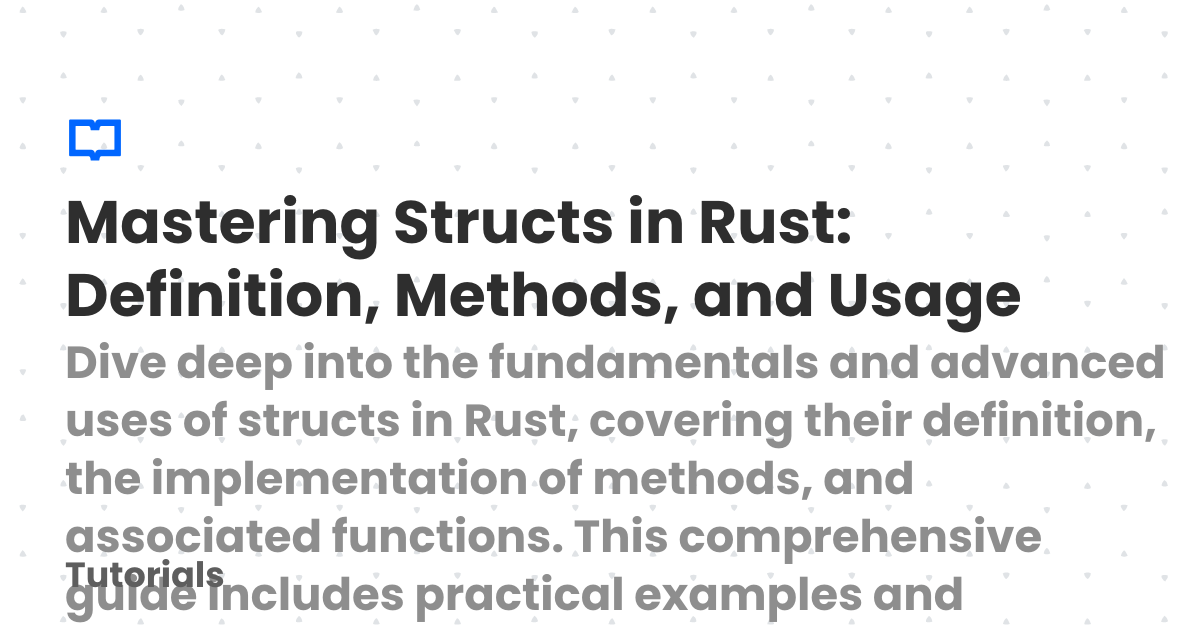 Mastering Structs in Rust:
Definition, Methods, and Usage
Dive deep into the fundamentals and advanced
uses of structs in Rust, covering their definition,
the implementation of methods, and
associated functions. This comprehensive
Tutorials
guide includes practical examples and